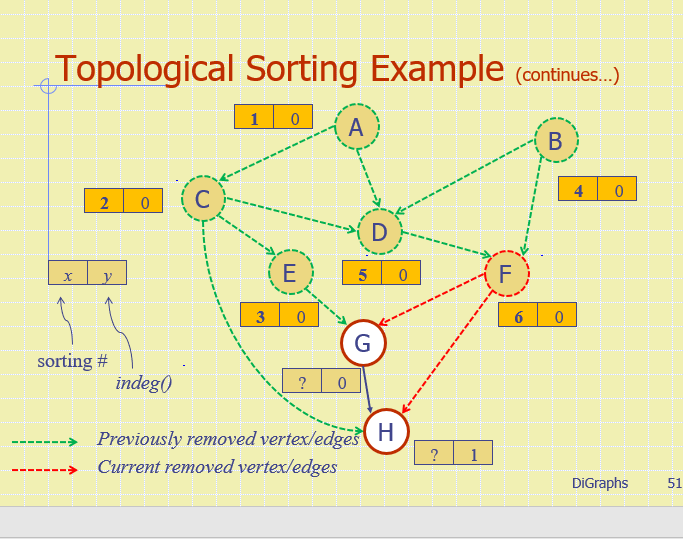 Topological Sorting Example (continues…)
1 0
A
B
2 0
C
4 0
D
x y
E
5 0
F
3 0
6 0
G
sorting #
indeg()
? 0
Previously removed vertex/edges
H
? 1
Current removed vertex/edges
DiGraphs 51